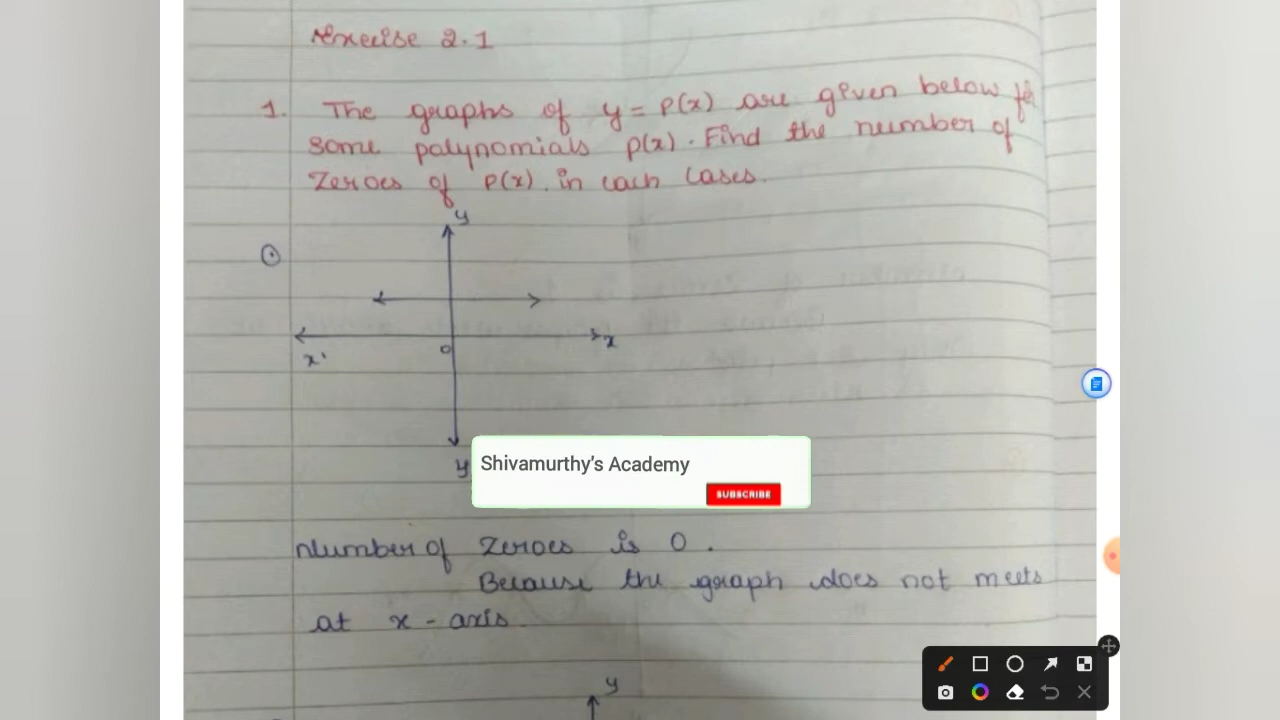 Exercise 2.1
1. The graphs of y = P(x) are given below for
some polynomials p(x). Find the number of
Zeroes of P(x). in each cases.
y
x
0
x'
y
Shivamurthy's Academy
SUBSCRIBE
Number of Zeroes is 0.
Because the graph does not meets
at x-axis
y